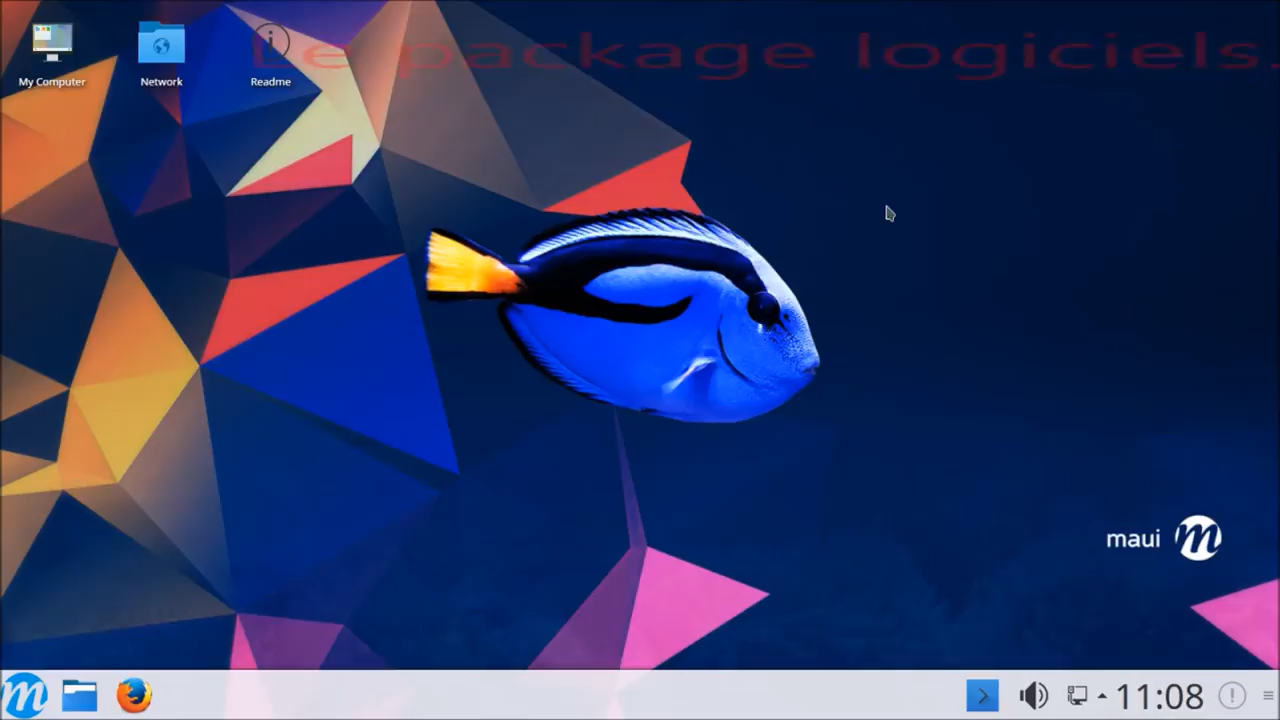 Le package logiciels.
My Computer
Network
Readme
maui m
m
11:08